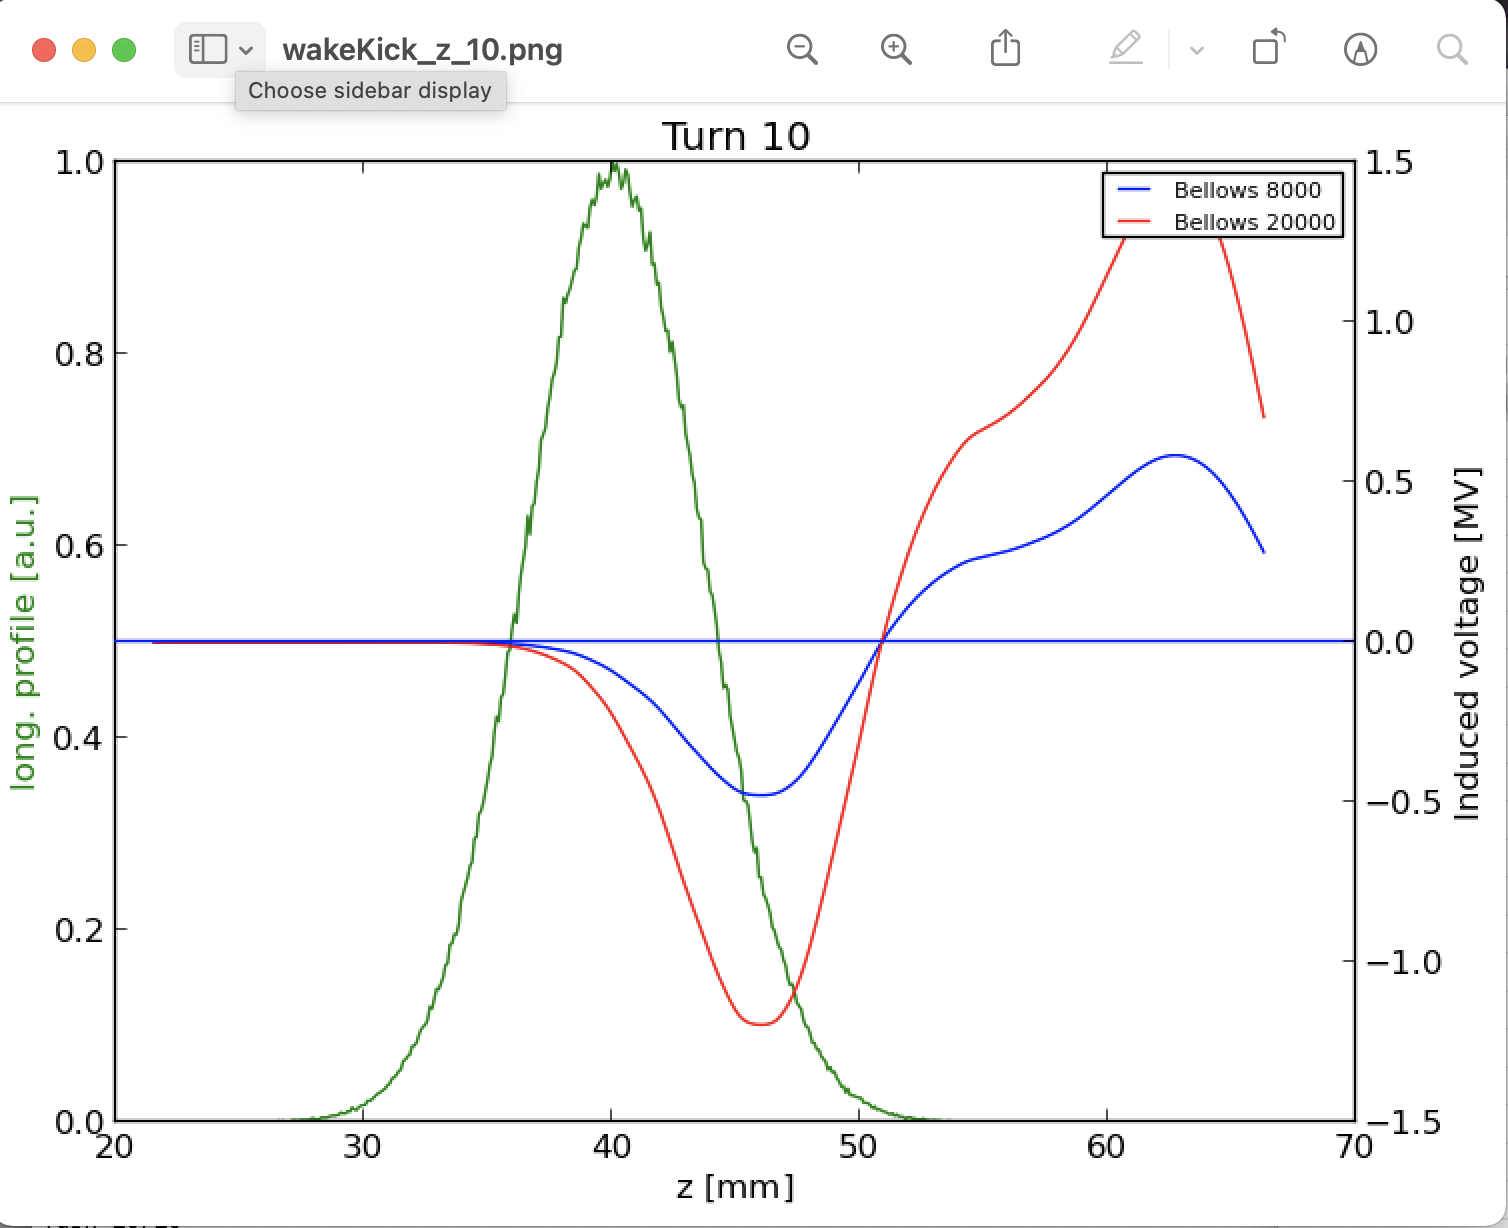 wakeKick_z_10.png
Choose sidebar display
Turn 10
1.0
0.8
0.6
0.4
0.2
0.0
long. profile [a.u.]
Bellows 8000
Bellows 20000
1.5
1.0
0.5
0.0
−0.5
−1.0
−1.5
Induced voltage [MV]
20 30 40 50 60 70
z [mm]